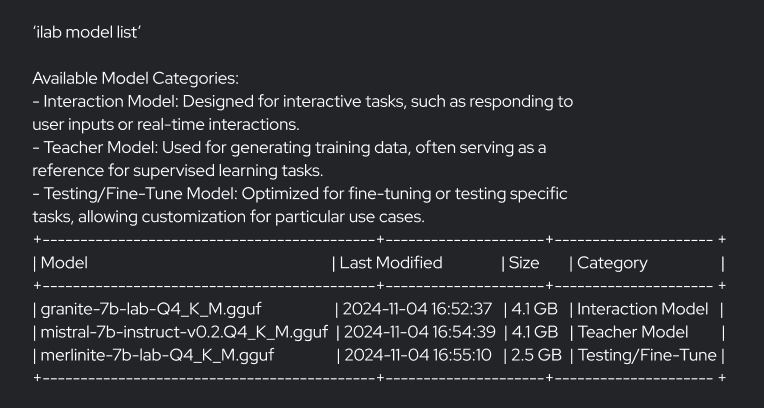 ‘ilab model list’
Available Model Categories:
- Interaction Model: Designed for interactive tasks, such as responding to
user inputs or real-time interactions.
- Teacher Model: Used for generating training data, often serving as a
reference for supervised learning tasks.
- Testing/Fine-Tune Model: Optimized for fine-tuning or testing specific
tasks, allowing customization for particular use cases.
+--------------------------------------------+---------------------+--------------------- +
| Model | Last Modified | Size | Category |
+--------------------------------------------+---------------------+--------------------- +
| granite-7b-lab-Q4_K_M.gguf | 2024-11-04 16:52:37 | 4.1 GB | Interaction Model |
| mistral-7b-instruct-v0.2.Q4_K_M.gguf | 2024-11-04 16:54:39 | 4.1 GB | Teacher Model |
| merlinite-7b-lab-Q4_K_M.gguf | 2024-11-04 16:55:10 | 2.5 GB | Testing/Fine-Tune |
+--------------------------------------------+---------------------+--------------------- +